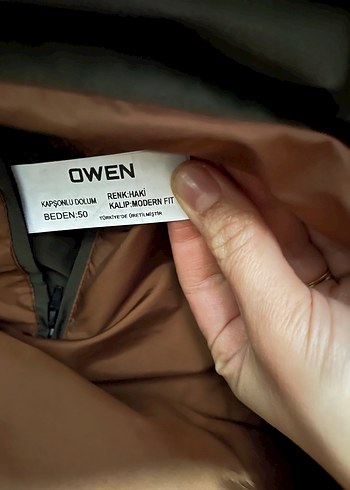 OWEN
KAPŞONLU DOLUM RENK:HAKİ
KALIP:MODERN FIT
BEDEN:50 TÜRKİYE'DE ÜRETİLMİŞTİR